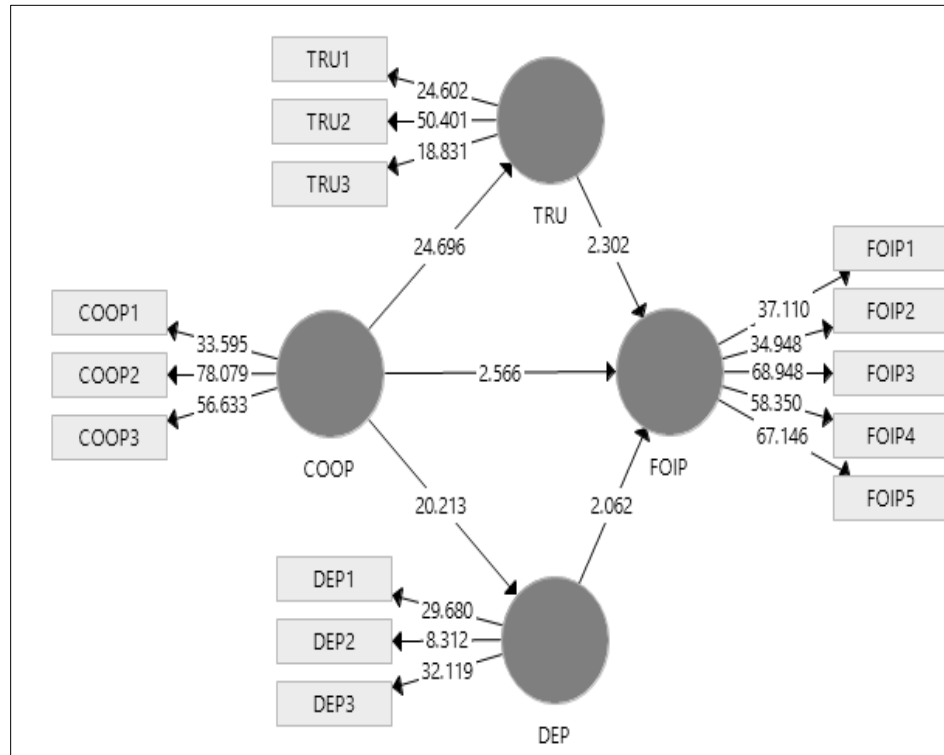 TRU1
TRU2
TRU3
24.602
50.401
18.831
TRU
24.696
2.302
COOP1
COOP2
COOP3
33.595
78.079
56.633
COOP
2.566
FOIP
37.110
34.948
68.948
58.350
67.146
FOIP1
FOIP2
FOIP3
FOIP4
FOIP5
20.213
2.062
DEP1
DEP2
DEP3
29.680
8.312
32.119
DEP